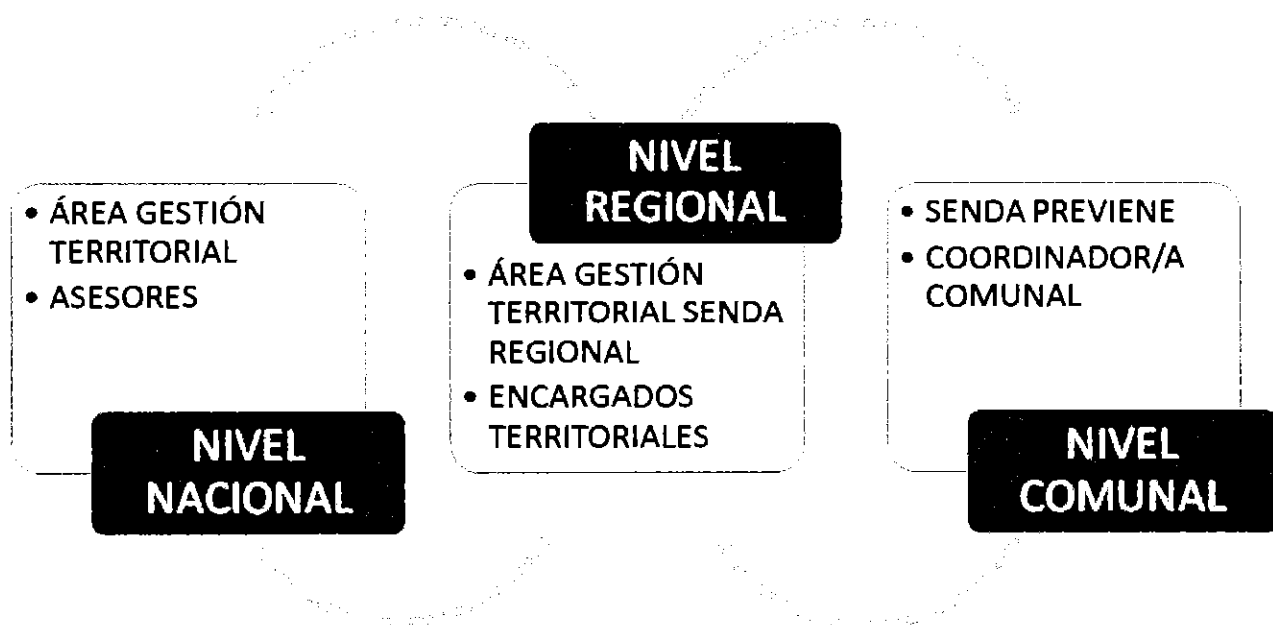 • ÁREA GESTIÓN
TERRITORIAL
• ASESORES
NIVEL
NACIONAL
NIVEL
REGIONAL
• ÁREA GESTIÓN
TERRITORIAL SENDA
REGIONAL
• ENCARGADOS
TERRITORIALES
• SENDA PREVIENE
• COORDINADOR/A
COMUNAL
NIVEL
COMUNAL